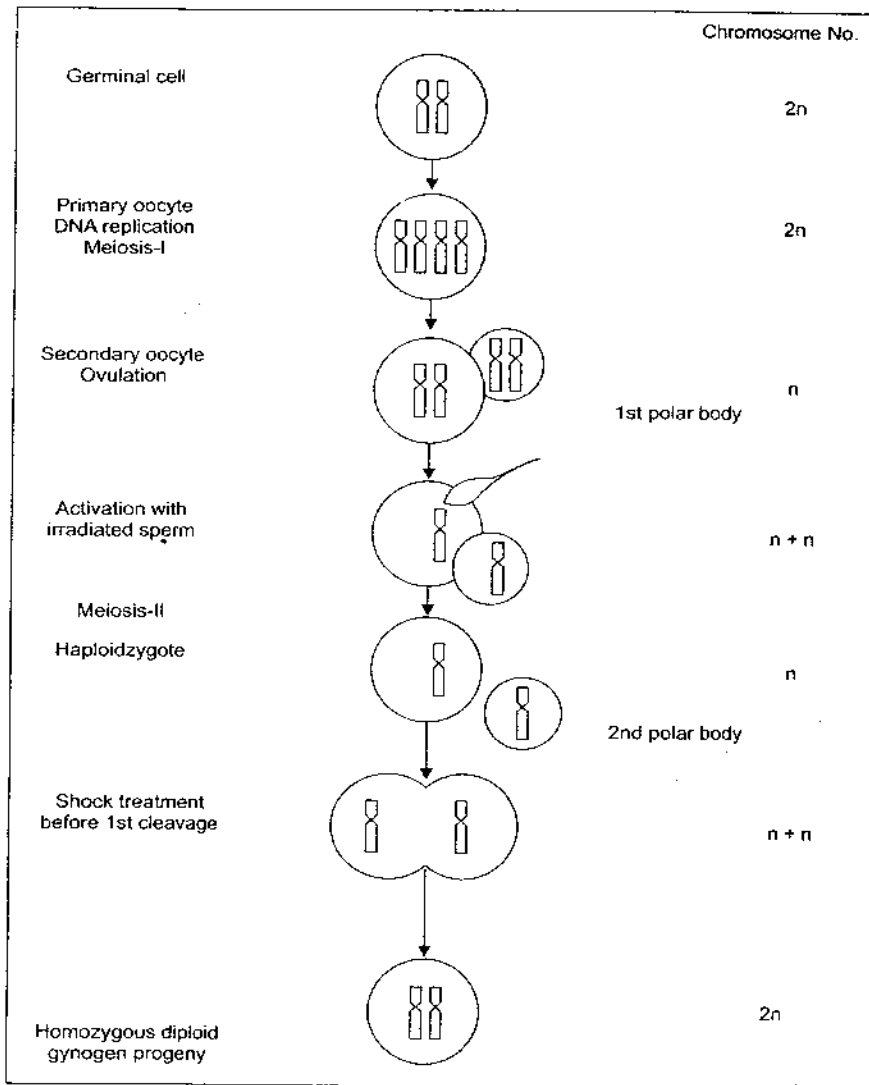 Chromosome No.
Germinal cell
2n
Primary oocyte
DNA replication
Meiosis-I
2n
Secondary oocyte
Ovulation
n
1st polar body
Activation with
irradiated sperm
n + n
Meiosis-II
Haploidzygote
n
2nd polar body
Shock treatment
before 1st cleavage
n + n
2n
Homozygous diploid
gynogen progeny